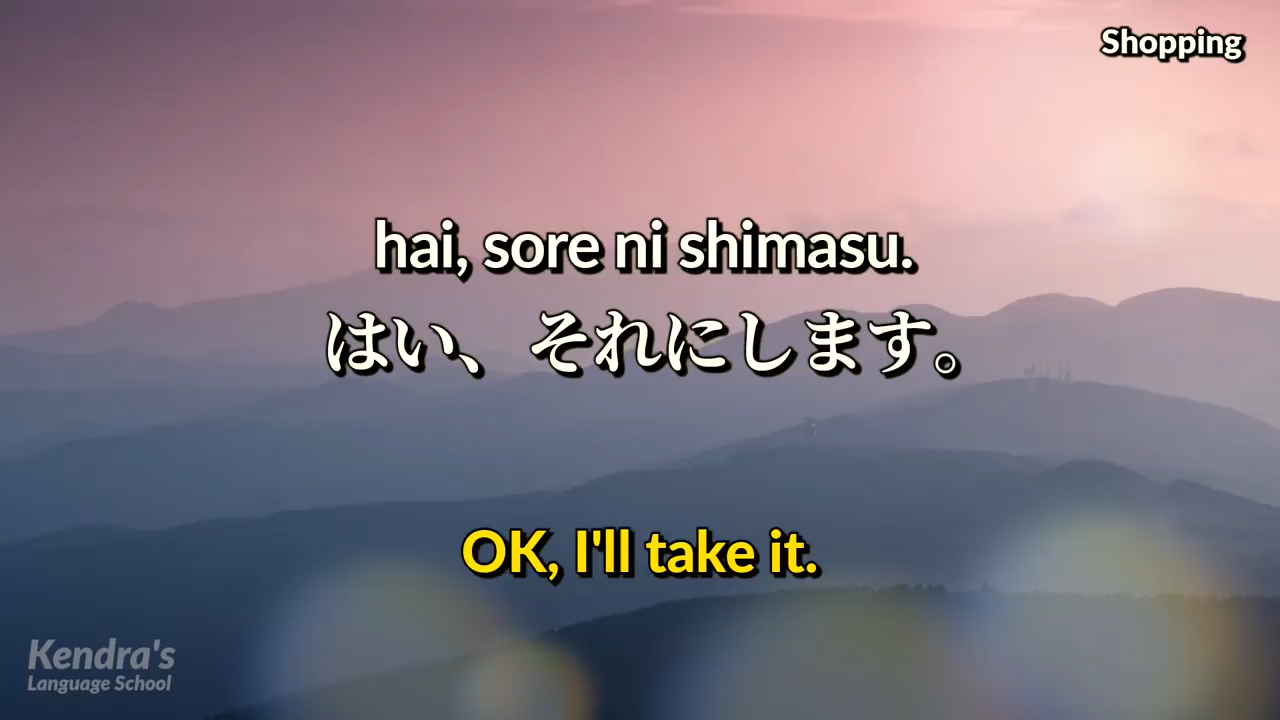 Shopping
hai, sore ni shimasu.
はい、それにします。
OK, I'll take it.
Kendra's
Language School